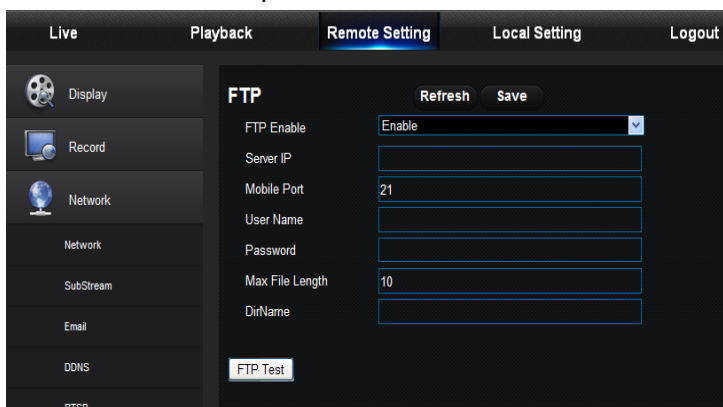 Live Playback Remote Setting Local Setting Logout
Display
Record
Network
Network
SubStream
Email
DDNS
RTSP
FTP Refresh Save
FTP Enable Enable
Server IP
Mobile Port 21
User Name
Password
Max File Length 10
DirName
FTP Test